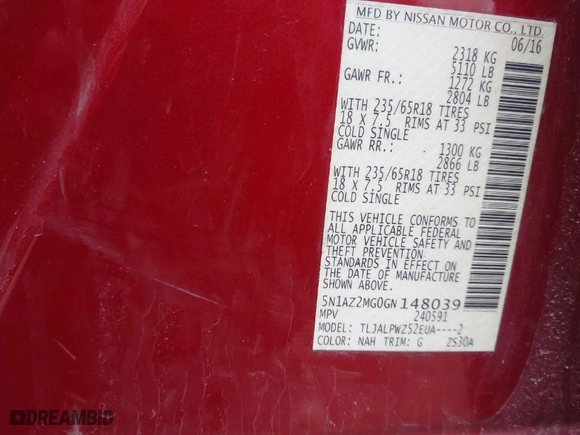 MFD BY NISSAN MOTOR CO., LTD.
DATE: 06/16
GVWR: 2318 KG
5110 LB
GAWR FR.: 1272 KG
2804 LB
WITH 235/65R18 TIRES
18 X 7.5 RIMS AT 33 PSI
COLD SINGLE
GAWR RR.: 1300 KG
2866 LB
WITH 235/65R18 TIRES
18 X 7.5 RIMS AT 33 PSI
COLD SINGLE
THIS VEHICLE CONFORMS TO
ALL APPLICABLE FEDERAL
MOTOR VEHICLE SAFETY AND
THEFT PREVENTION
STANDARDS IN EFFECT ON
THE DATE OF MANUFACTURE
SHOWN ABOVE.
5N1AZ2MG0GN148039
MPV 240591
MODEL: TLJALPWZ52EUA----2
COLOR: NAH TRIM: G ZS30A
DREAMBID